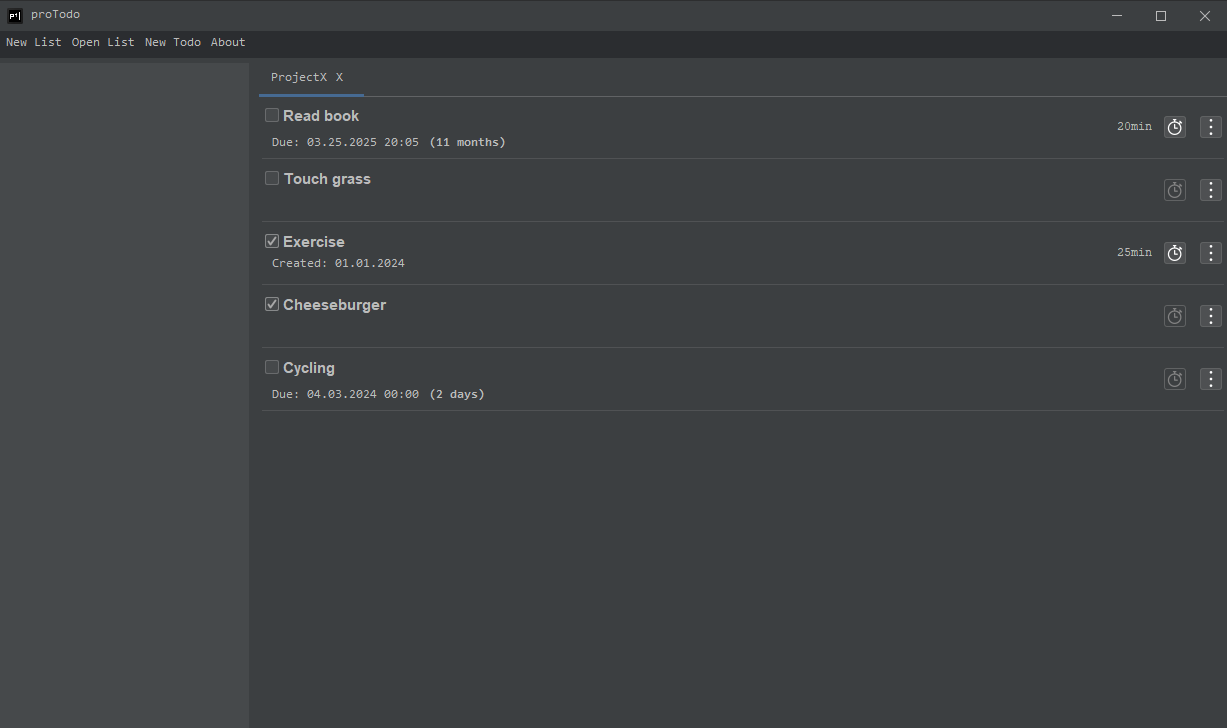 proTodo
New List Open List New Todo About
ProjectX X
Read book
20min
Due: 03.25.2025 20:05 (11 months)
Touch grass
Exercise
25min
Created: 01.01.2024
Cheeseburger
Cycling
Due: 04.03.2024 00:00 (2 days)